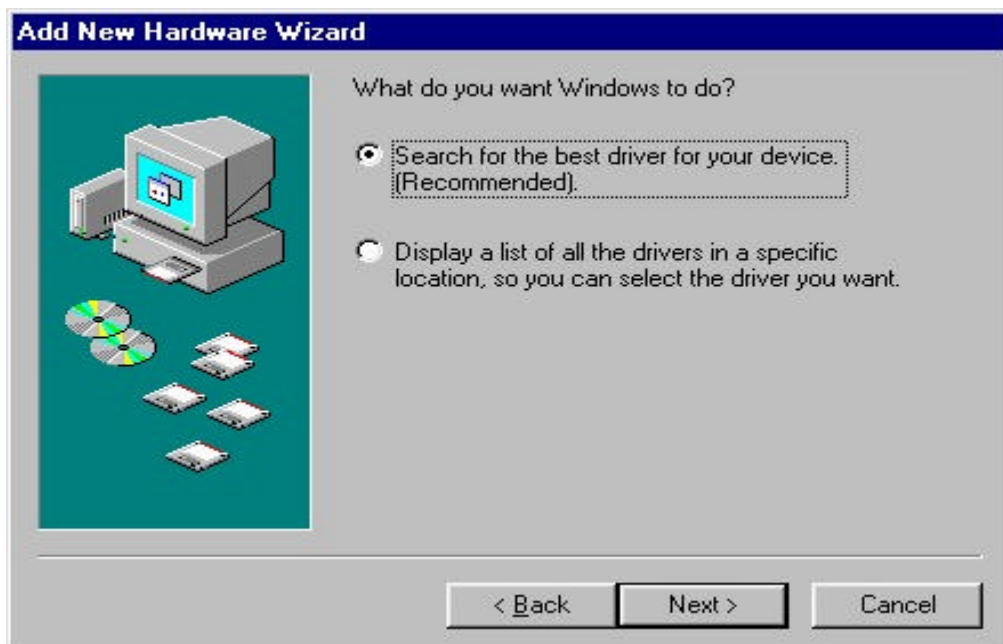 Add New Hardware Wizard
What do you want Windows to do?
Search for the best driver for your device.
(Recommended).
Display a list of all the drivers in a specific
location, so you can select the driver you want.
< Back
Next >
Cancel